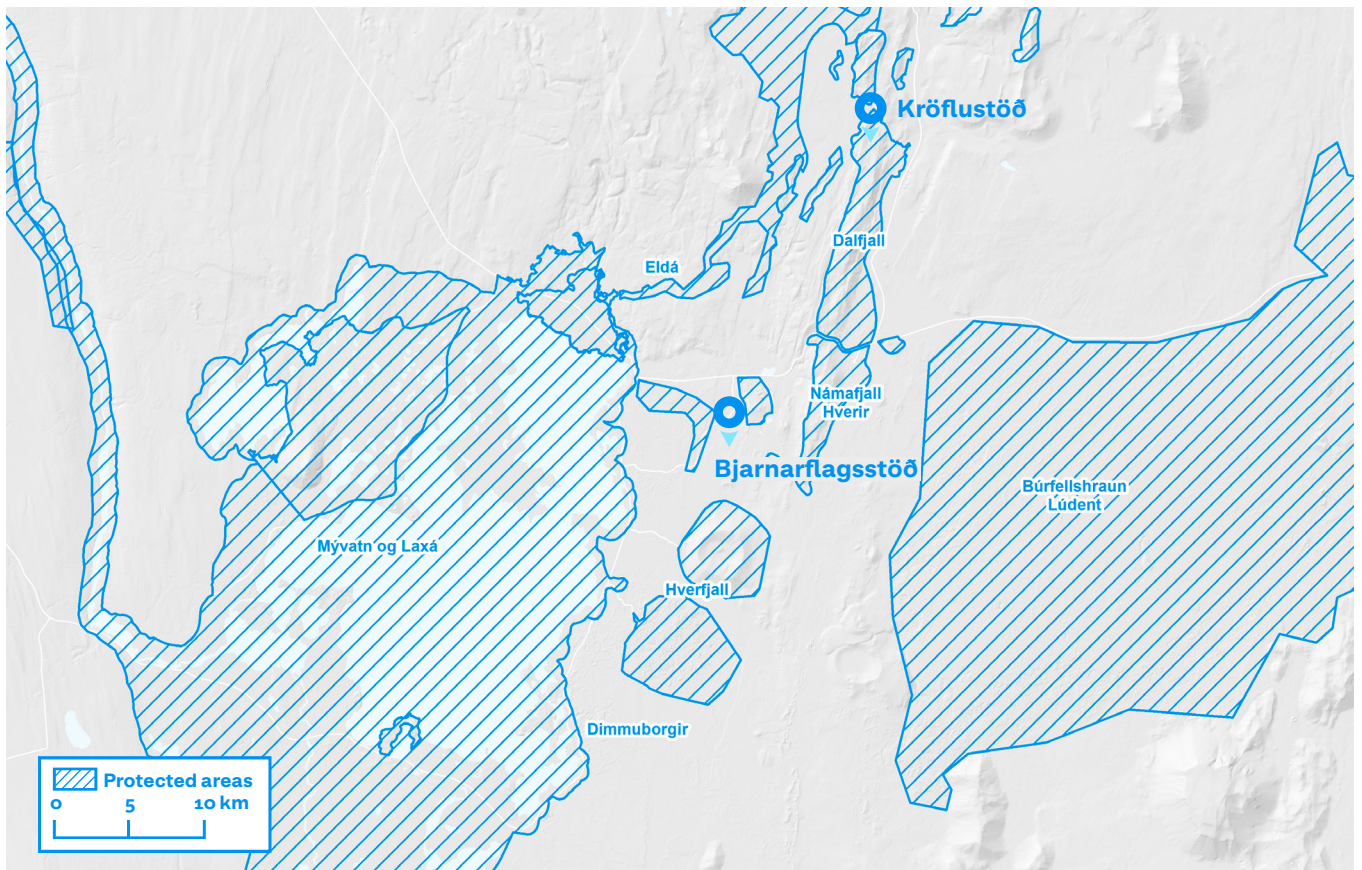 Kröflustöð
Dalfjall
Eldá
Námafjall
Hverir
Bjarnarflagsstöð
Búrfellshraun
Lúdent
Mývatn og Laxá
Hverfjall
Dimmuborgir
Protected areas
0 5 10 km